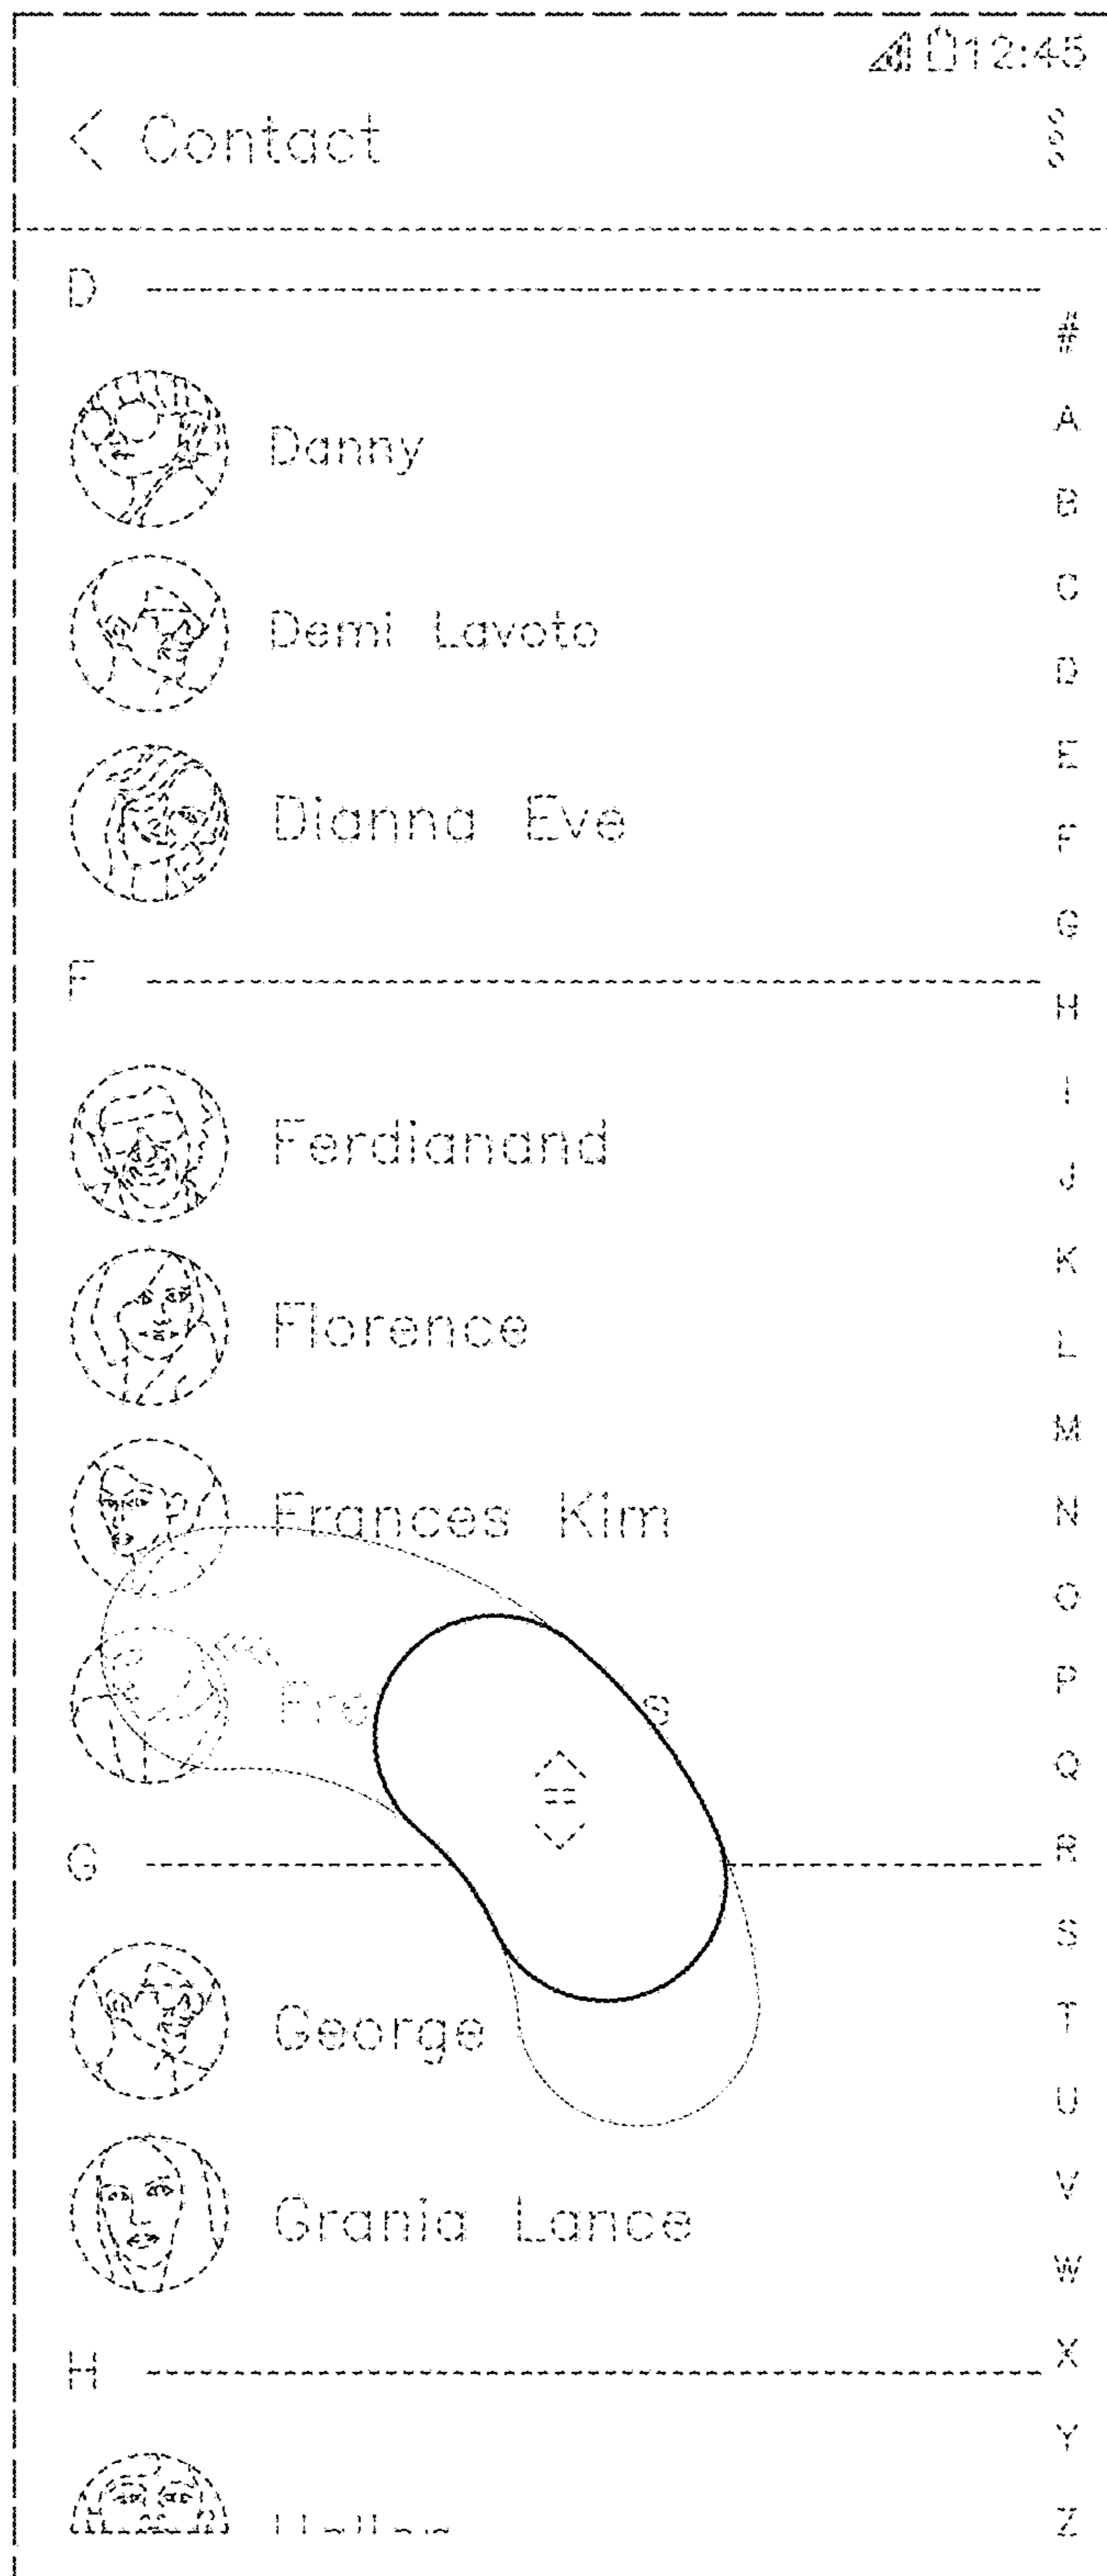 12:45
< Contact
D
#
A
Danny
B
C
Demi Lavoto
D
E
Dianna Eve
F
G
F
H
I
Ferdianand
J
K
Florence
L
M
Frances Kim
N
O
P
Q
G
R
S
George
T
U
V
Grania Lance
W
H
X
Y
Z